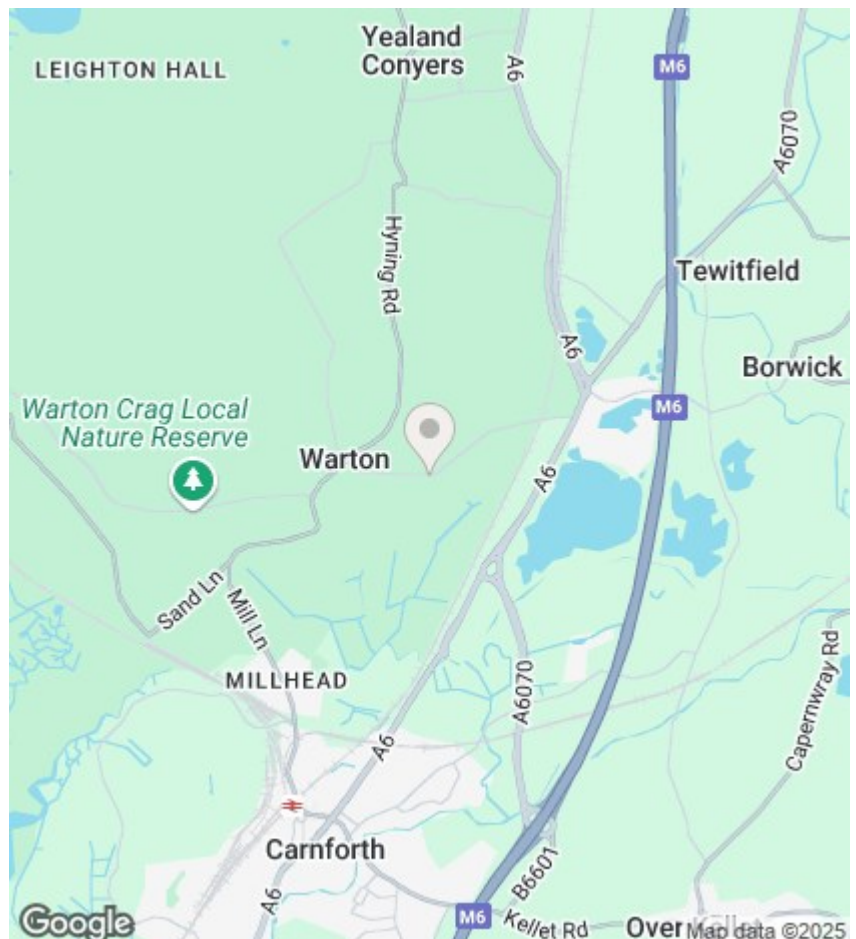 Yealand
Conyers
LEIGHTON HALL
A6
M6
A6070
Hyning Rd
Tewitfield
A6
Borwick
M6
Warton Crag Local
Nature Reserve
Warton
A6
Sand Ln
Mill Ln
MILLHEAD
A6070
Capernwray Rd
A6
Carnforth
B6601
A6
M6
Kellet Rd
Over Kellet
Google
Map data ©2025